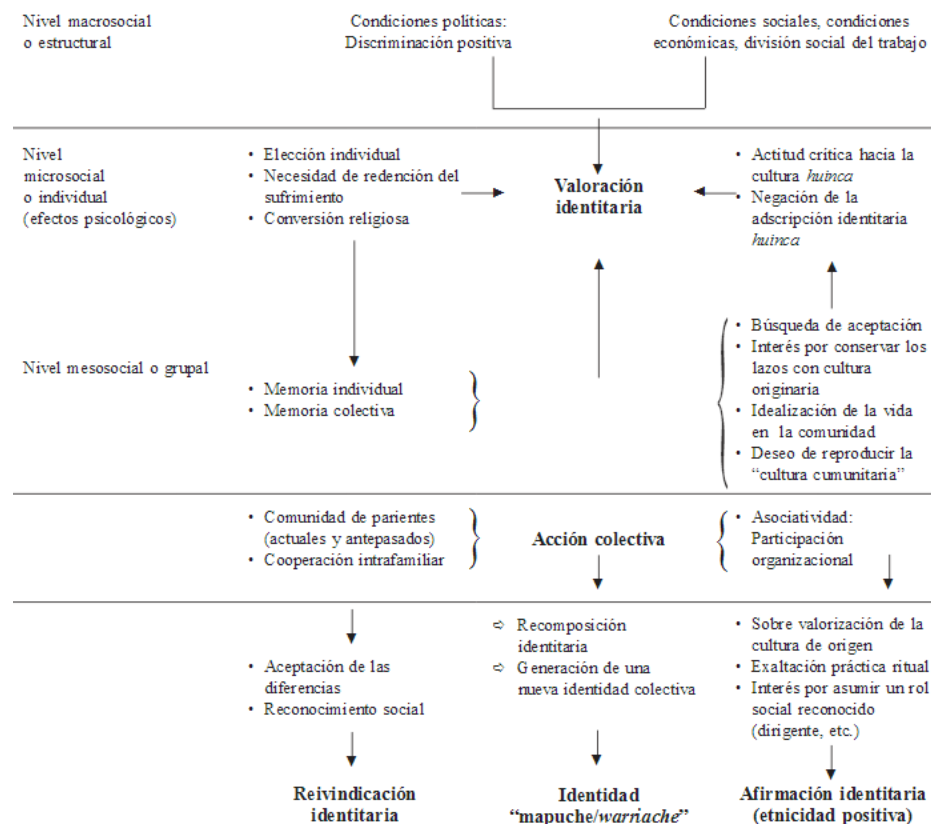 Nivel macrosocial
o estructural
Condiciones políticas:
Discriminación positiva
Condiciones sociales, condiciones
económicas, división social del trabajo
Nivel
microsocial
o individual
(efectos psicológicos)
• Elección individual
• Necesidad de redención del
sufrimiento
• Conversión religiosa
Valoración
identitaria
• Actitud crítica hacia la
cultura huinca
• Negación de la
adscripción identitaria
huinca
Nivel mesosocial o grupal
• Memoria individual
• Memoria colectiva
• Búsqueda de aceptación
• Interés por conservar los
lazos con cultura
originaria
• Idealización de la vida
en la comunidad
• Deseo de reproducir la
“cultura cumunitaria”
• Comunidad de parientes
(actuales y antepasados)
• Cooperación intrafamiliar
Acción colectiva
• Asociatividad:
Participación
organizacional
• Aceptación de las
diferencias
• Reconocimiento social
⇨ Recomposición
identitaria
⇨ Generación de una
nueva identidad colectiva
• Sobre valorización de la
cultura de origen
• Exaltación práctica ritual
• Interés por asumir un rol
social reconocido
(dirigente, etc.)
Reivindicación
identitaria
Identidad
“mapuche/warriache”
Afirmación identitaria
(etnicidad positiva)